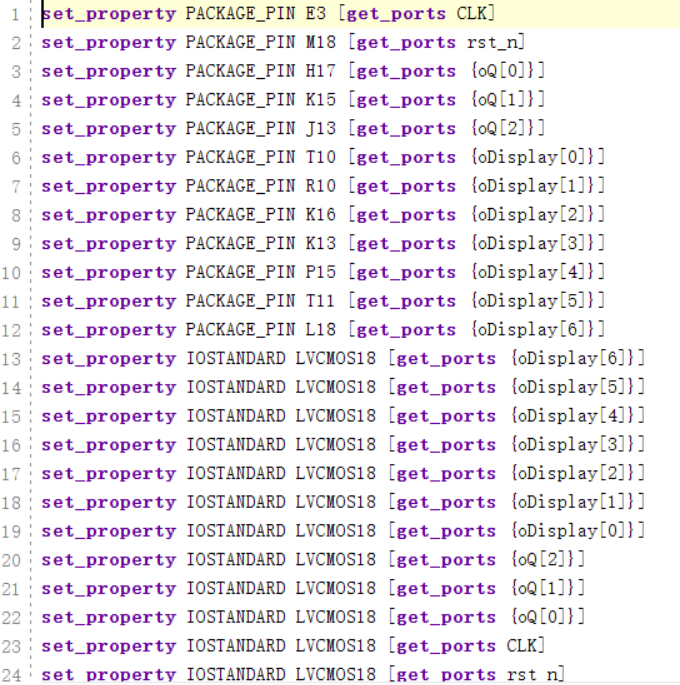 1 set_property PACKAGE_PIN E3 [get_ports CLK]
2 set_property PACKAGE_PIN M18 [get_ports rst_n]
3 set_property PACKAGE_PIN H17 [get_ports {oQ[0]}]
4 set_property PACKAGE_PIN K15 [get_ports {oQ[1]}]
5 set_property PACKAGE_PIN J13 [get_ports {oQ[2]}]
6 set_property PACKAGE_PIN T10 [get_ports {oDisplay[0]}]
7 set_property PACKAGE_PIN R10 [get_ports {oDisplay[1]}]
8 set_property PACKAGE_PIN K16 [get_ports {oDisplay[2]}]
9 set_property PACKAGE_PIN K13 [get_ports {oDisplay[3]}]
10 set_property PACKAGE_PIN P15 [get_ports {oDisplay[4]}]
11 set_property PACKAGE_PIN T11 [get_ports {oDisplay[5]}]
12 set_property PACKAGE_PIN L18 [get_ports {oDisplay[6]}]
13 set_property IOSTANDARD LVCMOS18 [get_ports {oDisplay[6]}]
14 set_property IOSTANDARD LVCMOS18 [get_ports {oDisplay[5]}]
15 set_property IOSTANDARD LVCMOS18 [get_ports {oDisplay[4]}]
16 set_property IOSTANDARD LVCMOS18 [get_ports {oDisplay[3]}]
17 set_property IOSTANDARD LVCMOS18 [get_ports {oDisplay[2]}]
18 set_property IOSTANDARD LVCMOS18 [get_ports {oDisplay[1]}]
19 set_property IOSTANDARD LVCMOS18 [get_ports {oDisplay[0]}]
20 set_property IOSTANDARD LVCMOS18 [get_ports {oQ[2]}]
21 set_property IOSTANDARD LVCMOS18 [get_ports {oQ[1]}]
22 set_property IOSTANDARD LVCMOS18 [get_ports {oQ[0]}]
23 set_property IOSTANDARD LVCMOS18 [get_ports CLK]
24 set_property IOSTANDARD LVCMOS18 [get_ports rst_n]